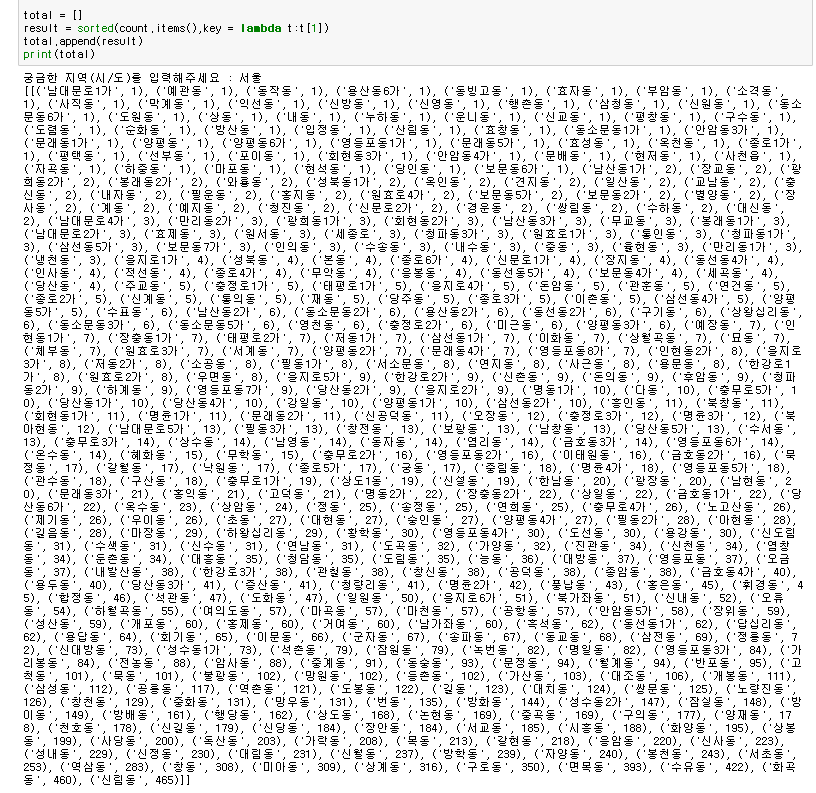 total = []
result = sorted(count.items(),key = lambda t:t[1])
total.append(result)
print(total)
궁금한 지역(시/도)을 입력해주세요 : 서울
[[('남대문로1가', 1), ('예관동', 1), ('동작동', 1), ('용산동6가', 1), ('동빙고동', 1), ('효자동', 1), ('부암동', 1), ('소격동',
1), ('사직동', 1), ('막계동', 1), ('익선동', 1), ('신방동', 1), ('신영동', 1), ('행촌동', 1), ('삼청동', 1), ('신원동', 1), ('동소
문동6가', 1), ('도원동', 1), ('상동', 1), ('내동', 1), ('누하동', 1), ('운니동', 1), ('신교동', 1), ('평창동', 1), ('구수동', 1),
('도렴동', 1), ('순화동', 1), ('방산동', 1), ('입정동', 1), ('산림동', 1), ('효창동', 1), ('동소문동1가', 1), ('안암동3가', 1),
('문래동1가', 1), ('양평동', 1), ('양평동6가', 1), ('영등포동1가', 1), ('문래동5가', 1), ('효성동', 1), ('옥천동', 1), ('종로1가',
1), ('평택동', 1), ('선부동', 1), ('포이동', 1), ('회현동3가', 1), ('안암동4가', 1), ('문배동', 1), ('현저동', 1), ('사천읍', 1),
('자곡동', 1), ('하중동', 1), ('마포동', 1), ('현석동', 1), ('당인동', 1), ('보문동6가', 1), ('남산동1가', 2), ('장교동', 2), ('광
희동2가', 2), ('봉래동2가', 2), ('와룡동', 2), ('성북동1가', 2), ('옥인동', 2), ('견지동', 2), ('일산동', 2), ('교남동', 2), ('충
신동', 2), ('내자동', 2), ('필운동', 2), ('홍지동', 2), ('원효로4가', 2), ('보문동5가', 2), ('보문동2가', 2), ('별양동', 2), ('장
사동', 2), ('계동', 2), ('예지동', 2), ('청진동', 2), ('신문로2가', 2), ('경운동', 2), ('쌍림동', 2), ('수하동', 2), ('대신동',
2), ('남대문로4가', 3), ('만리동2가', 3), ('광희동1가', 3), ('회현동2가', 3), ('남산동3가', 3), ('무교동', 3), ('봉래동1가', 3),
('남대문로2가', 3), ('효제동', 3), ('원서동', 3), ('세종로', 3), ('청파동3가', 3), ('원효로1가', 3), ('통인동', 3), ('청파동1가',
3), ('삼선동5가', 3), ('보문동7가', 3), ('인의동', 3), ('수송동', 3), ('내수동', 3), ('중동', 3), ('율현동', 3), ('만리동1가', 3),
('냉천동', 3), ('을지로1가', 4), ('성북동', 4), ('본동', 4), ('종로6가', 4), ('신문로1가', 4), ('장지동', 4), ('동선동4가', 4),
('인사동', 4), ('적선동', 4), ('종로4가', 4), ('무악동', 4), ('응봉동', 4), ('동선동5가', 4), ('보문동4가', 4), ('세곡동', 4),
('당산동', 4), ('주교동', 5), ('충정로1가', 5), ('태평로1가', 5), ('을지로4가', 5), ('돈암동', 5), ('관훈동', 5), ('연건동', 5),
('종로2가', 5), ('신계동', 5), ('통의동', 5), ('재동', 5), ('당주동', 5), ('종로3가', 5), ('이촌동', 5), ('삼선동4가', 5), ('양평
동5가', 5), ('수표동', 6), ('남산동2가', 6), ('동소문동2가', 6), ('용산동2가', 6), ('동선동2가', 6), ('구기동', 6), ('상왕십리동',
6), ('동소문동3가', 6), ('동소문동5가', 6), ('영천동', 6), ('충정로2가', 6), ('미근동', 6), ('양평동3가', 6), ('예장동', 7), ('인
현동1가', 7), ('장충동1가', 7), ('태평로2가', 7), ('저동1가', 7), ('삼선동1가', 7), ('이화동', 7), ('상월곡동', 7), ('묘동', 7),
('체부동', 7), ('원효로3가', 7), ('서계동', 7), ('양평동2가', 7), ('문래동4가', 7), ('영등포동8가', 7), ('인현동2가', 8), ('을지로
3가', 8), ('저동2가', 8), ('소공동', 8), ('필동1가', 8), ('서소문동', 8), ('연지동', 8), ('사근동', 8), ('용문동', 8), ('한강로1
가', 8), ('원효로2가', 8), ('우면동', 8), ('을지로5가', 9), ('한강로2가', 9), ('신촌동', 9), ('돈의동', 9), ('후암동', 9), ('청파
동2가', 9), ('하계동', 9), ('영등포동7가', 9), ('당산동2가', 9), ('을지로2가', 9), ('명동1가', 10), ('다동', 10), ('충무로5가', 1
0), ('당산동1가', 10), ('당산동4가', 10), ('강일동', 10), ('양평동1가', 10), ('삼선동2가', 10), ('홍인동', 11), ('북창동', 11),
('회현동1가', 11), ('명륜1가', 11), ('문래동2가', 11), ('신공덕동', 11), ('오장동', 12), ('충정로3가', 12), ('명륜3가', 12), ('북
아현동', 12), ('남대문로5가', 13), ('필동3가', 13), ('창전동', 13), ('보광동', 13), ('남창동', 13), ('당산동5가', 13), ('수서동',
13), ('충무로3가', 14), ('상수동', 14), ('남영동', 14), ('동자동', 14), ('염리동', 14), ('금호동3가', 14), ('영등포동6가', 14),
('온수동', 14), ('혜화동', 15), ('무학동', 15), ('충무로2가', 16), ('영등포동2가', 16), ('이태원동', 16), ('금호동2가', 16), ('묵
정동', 17), ('갈월동', 17), ('낙원동', 17), ('종로5가', 17), ('궁동', 17), ('중림동', 18), ('명륜4가', 18), ('영등포동5가', 18),
('관수동', 18), ('구산동', 18), ('충무로1가', 19), ('상도1동', 19), ('신설동', 19), ('한남동', 20), ('광장동', 20), ('남현동', 2
0), ('문래동3가', 21), ('홍익동', 21), ('고덕동', 21), ('명동2가', 22), ('장충동2가', 22), ('상일동', 22), ('금호동1가', 22), ('당
산동6가', 22), ('옥수동', 23), ('상암동', 24), ('정동', 25), ('송정동', 25), ('연희동', 25), ('충무로4가', 26), ('노고산동', 26),
('제기동', 26), ('우이동', 26), ('초동', 27), ('대현동', 27), ('숭인동', 27), ('양평동4가', 27), ('필동2가', 28), ('아현동', 28),
('길음동', 28), ('마장동', 29), ('하왕십리동', 29), ('황학동', 30), ('영등포동4가', 30), ('도선동', 30), ('용강동', 30), ('신도림
동', 31), ('수색동', 31), ('신수동', 31), ('연남동', 31), ('도곡동', 32), ('가양동', 32), ('진관동', 34), ('신천동', 34), ('염창
동', 34), ('둔촌동', 34), ('대흥동', 35), ('청담동', 35), ('도림동', 35), ('능동', 36), ('대방동', 37), ('영등포동', 37), ('오금
동', 37), ('내발산동', 38), ('한강로3가', 38), ('관철동', 38), ('창신동', 38), ('공덕동', 38), ('종암동', 38), ('금호동4가', 40),
('용두동', 40), ('당산동3가', 41), ('증산동', 41), ('청량리동', 41), ('명륜2가', 42), ('풍납동', 43), ('홍은동', 45), ('휘경동', 4
5), ('합정동', 46), ('석관동', 47), ('도화동', 47), ('일원동', 50), ('을지로6가', 51), ('북가좌동', 51), ('신내동', 52), ('오류
동', 54), ('하월곡동', 55), ('여의도동', 57), ('마곡동', 57), ('마천동', 57), ('공항동', 57), ('안암동5가', 58), ('장위동', 59),
('성산동', 59), ('개포동', 60), ('홍제동', 60), ('거여동', 60), ('남가좌동', 60), ('흑석동', 62), ('동선동1가', 62), ('답십리동',
62), ('용답동', 64), ('회기동', 65), ('이문동', 66), ('군자동', 67), ('송파동', 67), ('동교동', 68), ('삼전동', 69), ('정릉동', 7
2), ('신대방동', 73), ('성수동1가', 73), ('석촌동', 79), ('잠원동', 79), ('녹번동', 82), ('명일동', 82), ('영등포동3가', 84), ('가
리봉동', 84), ('전농동', 88), ('암사동', 88), ('중계동', 91), ('동숭동', 93), ('문정동', 94), ('월계동', 94), ('반포동', 95), ('고
척동', 101), ('목동', 101), ('불광동', 102), ('망원동', 102), ('등촌동', 102), ('가산동', 103), ('대조동', 106), ('개봉동', 111),
('삼성동', 112), ('공릉동', 117), ('역촌동', 121), ('도봉동', 122), ('길동', 123), ('대치동', 124), ('쌍문동', 125), ('노량진동',
126), ('창천동', 129), ('중화동', 131), ('망우동', 131), ('번동', 135), ('방화동', 144), ('성수동2가', 147), ('잠실동', 148), ('방
이동', 149), ('방배동', 161), ('행당동', 162), ('상도동', 168), ('논현동', 169), ('중곡동', 169), ('구의동', 177), ('양재동', 17
8), ('천호동', 178), ('신길동', 179), ('신당동', 184), ('장안동', 184), ('서교동', 185), ('시흥동', 188), ('화양동', 195), ('상봉
동', 199), ('사당동', 200), ('독산동', 203), ('가락동', 208), ('묵동', 213), ('갈현동', 218), ('응암동', 220), ('신사동', 223),
('성내동', 229), ('신정동', 230), ('대림동', 231), ('신월동', 237), ('방학동', 239), ('자양동', 240), ('봉천동', 243), ('서초동',
253), ('역삼동', 283), ('창동', 308), ('미아동', 309), ('상계동', 316), ('구로동', 350), ('면목동', 393), ('수유동', 422), ('화곡
동', 460), ('신림동', 465)]]